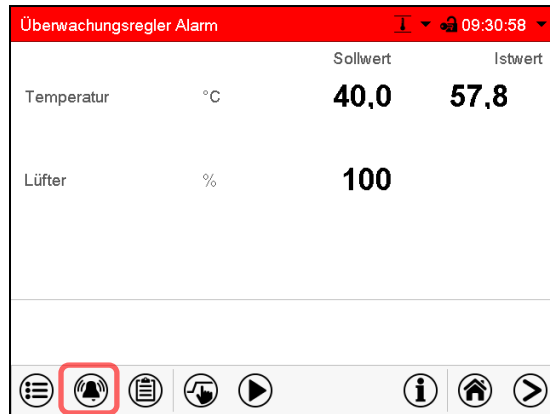 Überwachungsregler Alarm 09:30:58
Sollwert Istwert
Temperatur °C 40,0 57,8
Lüfter % 100